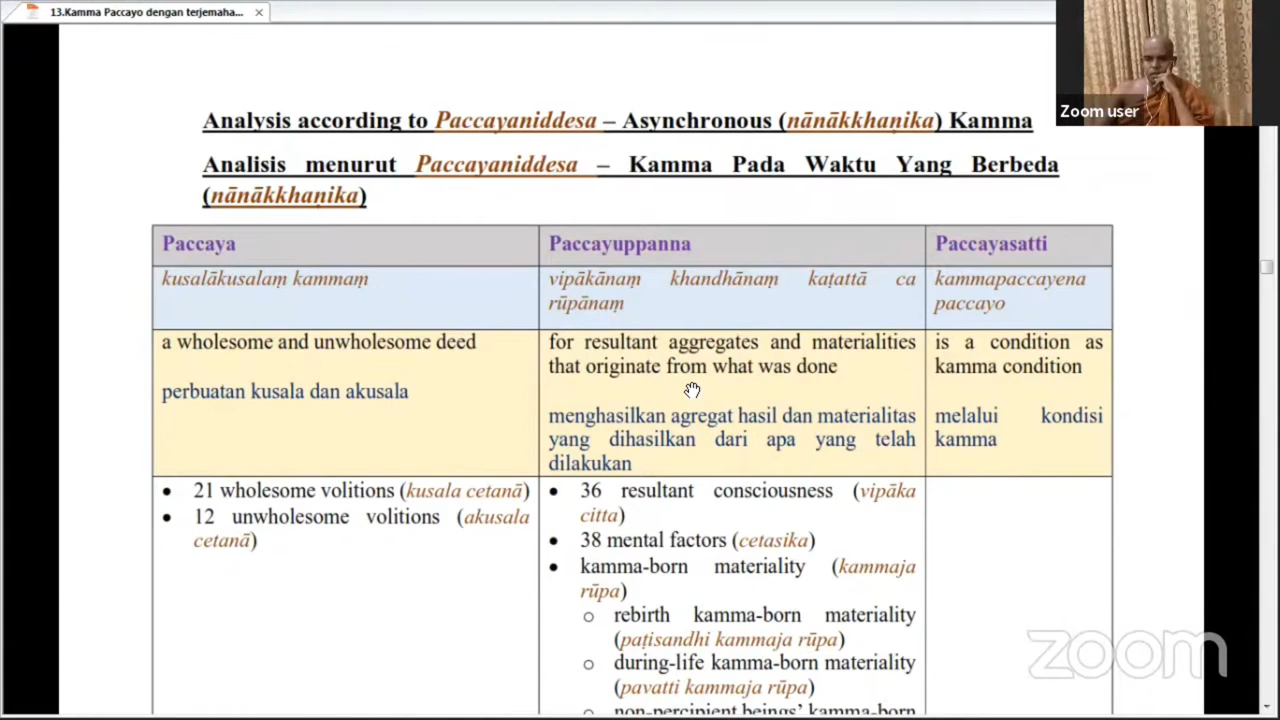 13.Kamma Paccayo dengan terjemaha...
Zoom user
Analysis according to Paccayaniddesa – Asynchronous (nānākkhaṇika) Kamma
Analisis menurut Paccayaniddesa – Kamma Pada Waktu Yang Berbeda
(nānākkhaṇika)
Paccaya
Paccayuppanna
Paccayasatti
kusalākusalaṃ kammaṃ
vipākānaṃ khandhānaṃ kaṭattā ca
rūpānaṃ
kammapaccayena
paccayo
a wholesome and unwholesome deed
perbuatan kusala dan akusala
for resultant aggregates and materialities
that originate from what was done
menghasilkan agregat hasil dan materialitas
yang dihasilkan dari apa yang telah
dilakukan
is a condition as
kamma condition
melalui kondisi
kamma
• 21 wholesome volitions (kusala cetanā)
• 12 unwholesome volitions (akusala
cetanā)
• 36 resultant consciousness (vipāka
citta)
• 38 mental factors (cetasika)
• kamma-born materiality (kammaja
rūpa)
o rebirth kamma-born materiality
(paṭisandhi kammaja rūpa)
o during-life kamma-born materiality
(pavatti kammaja rūpa)
o non-percipient beings' kamma-born
zoom